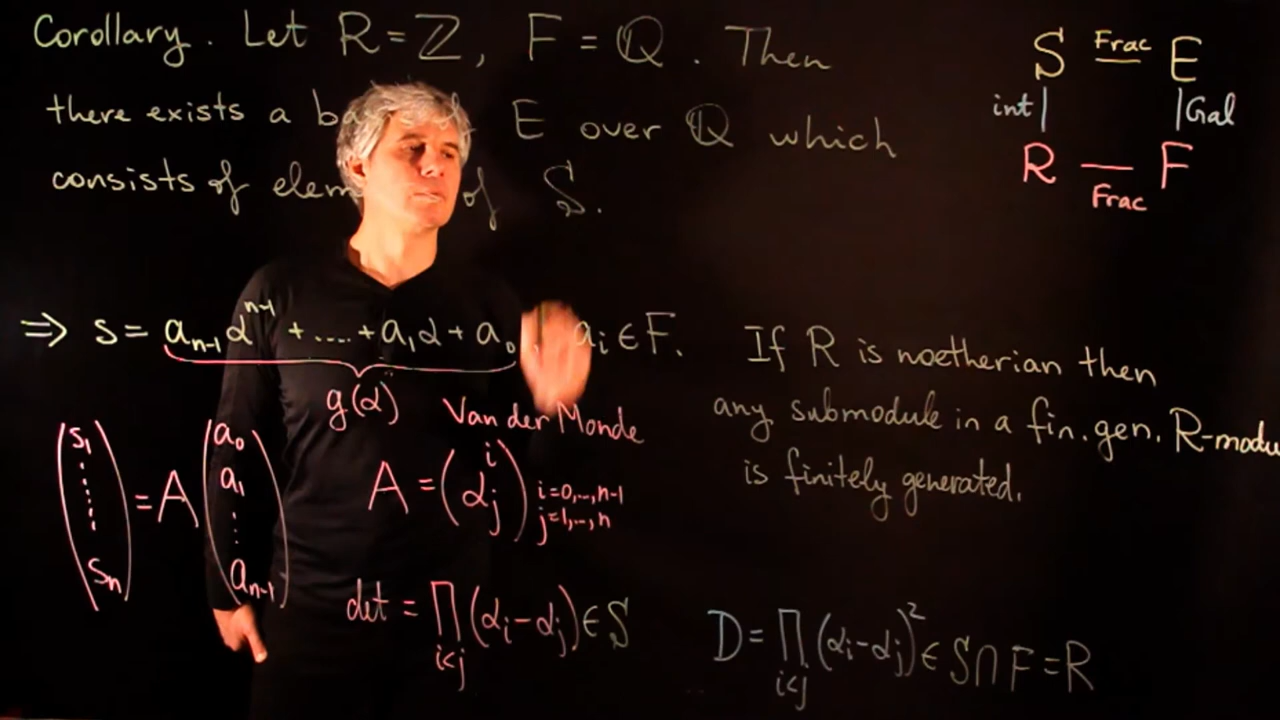 Corollary. Let R = ℤ, F = ℚ. Then
there exists a ba of E over ℚ which
consists of elem of S.
S Frac E
int Gal
R — F
Frac
⇒ s = a_{n-1}α^{n-1} + .... + a_1α + a_0, a_i ∈ F.
g(α)
Van der Monde
(s_1 ⋮ s_n) = A (a_0 a_1 ⋮ a_{n-1})
A = (α_j^i) i=0,..,n-1 j=1,..,n
det = ∏_{i<j} (α_i - α_j) ∈ S
If R is noetherian then
any submodule in a fin. gen. R-modu
is finitely generated.
D = ∏_{i<j} (α_i - α_j)^2 ∈ S ∩ F = R